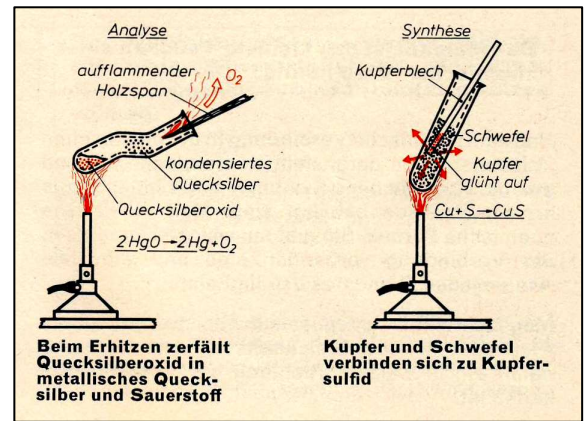 Analyse
aufflammender
Holzspan
O2
kondensiertes
Quecksilber
Quecksilberoxid
2HgO→2Hg+O2
Beim Erhitzen zerfällt
Quecksilberoxid in
metallisches Queck-
silber und Sauerstoff
Synthese
Kupferblech
Schwefel
Kupfer
glüht auf
Cu+S→CuS
Kupfer und Schwefel
verbinden sich zu Kupfer-
sulfid